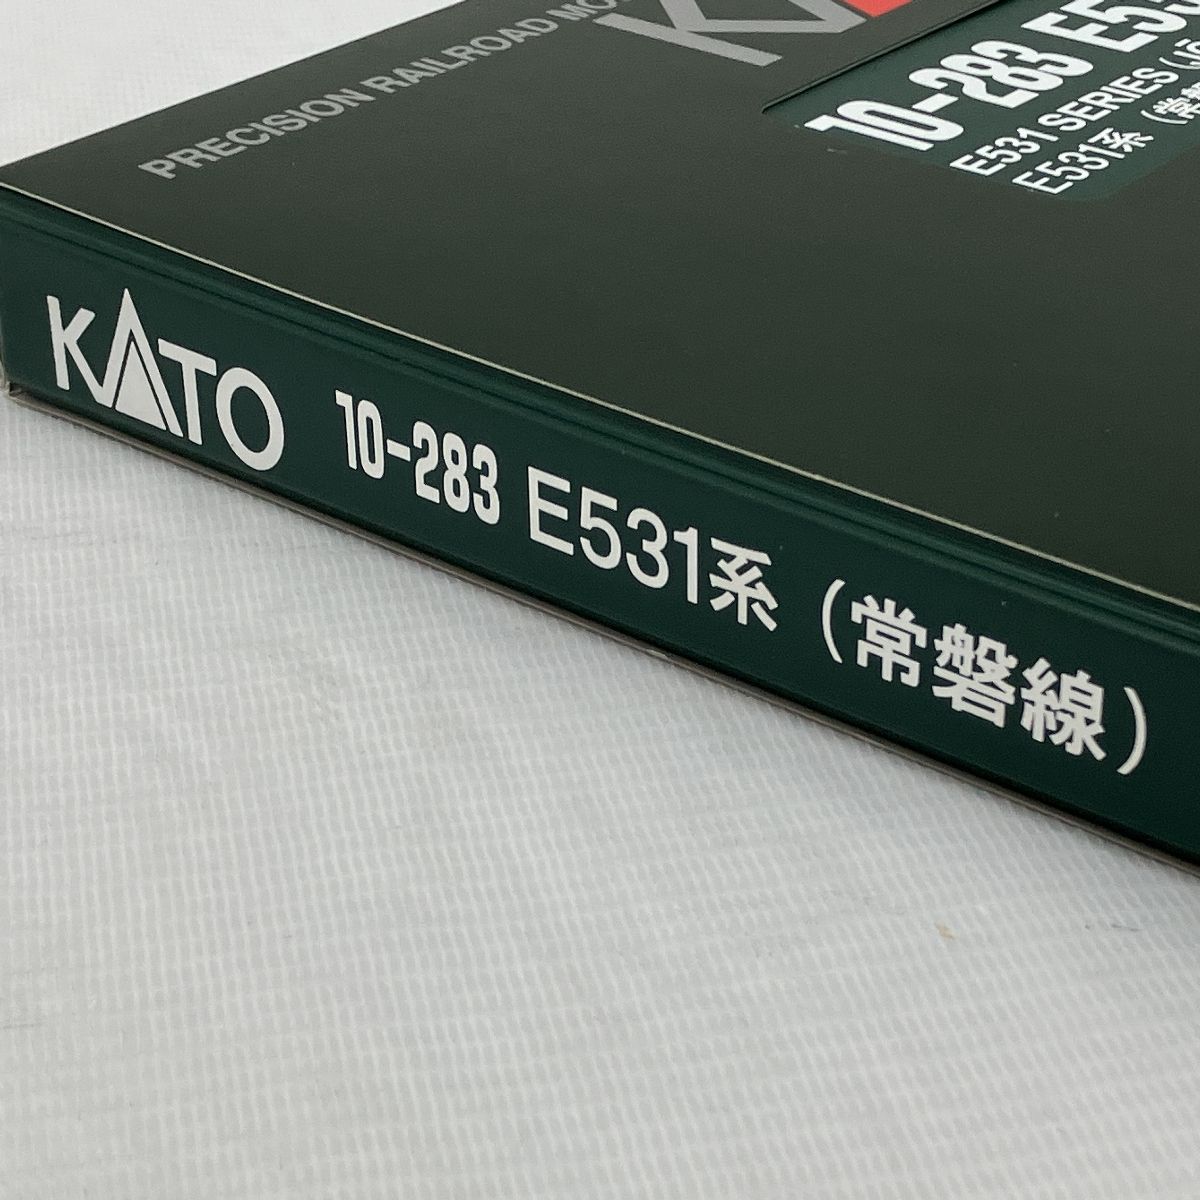 PRECISION RAILROAD
10-283
E531 SERIES
E531系
KATO 10-283 E531系 (常磐線)